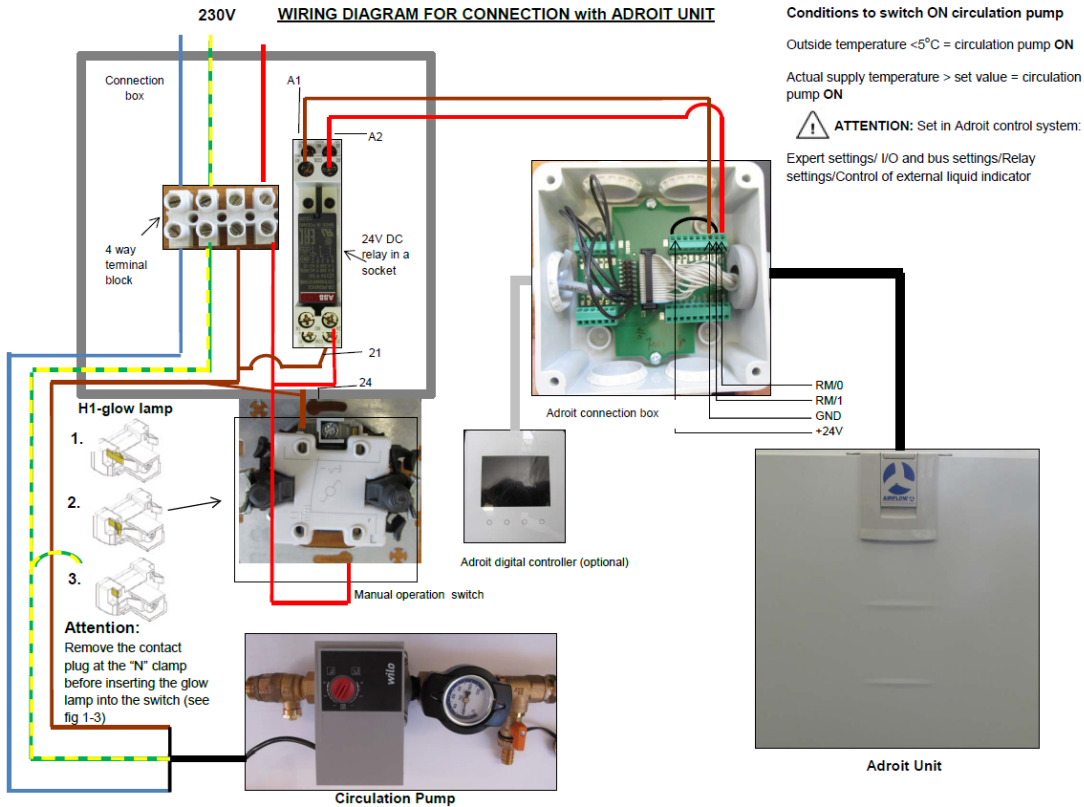 230V
WIRING DIAGRAM FOR CONNECTION with ADROIT UNIT
Conditions to switch ON circulation pump
Outside temperature <5°C = circulation pump ON
Actual supply temperature > set value = circulation
pump ON
ATTENTION: Set in Adroit control system:
Expert settings/ I/O and bus settings/Relay
settings/Control of external liquid indicator
Connection
box
A1
A2
4 way
terminal
block
24V DC
relay in a
socket
ABB
21
24
RM/0
RM/1
GND
+24V
Adroit connection box
H1-glow lamp
1.
2.
3.
Attention:
Remove the contact
plug at the “N” clamp
before inserting the glow
lamp into the switch (see
fig 1-3)
Manual operation switch
Adroit digital controller (optional)
AIRFLOW
wilo
Circulation Pump
Adroit Unit